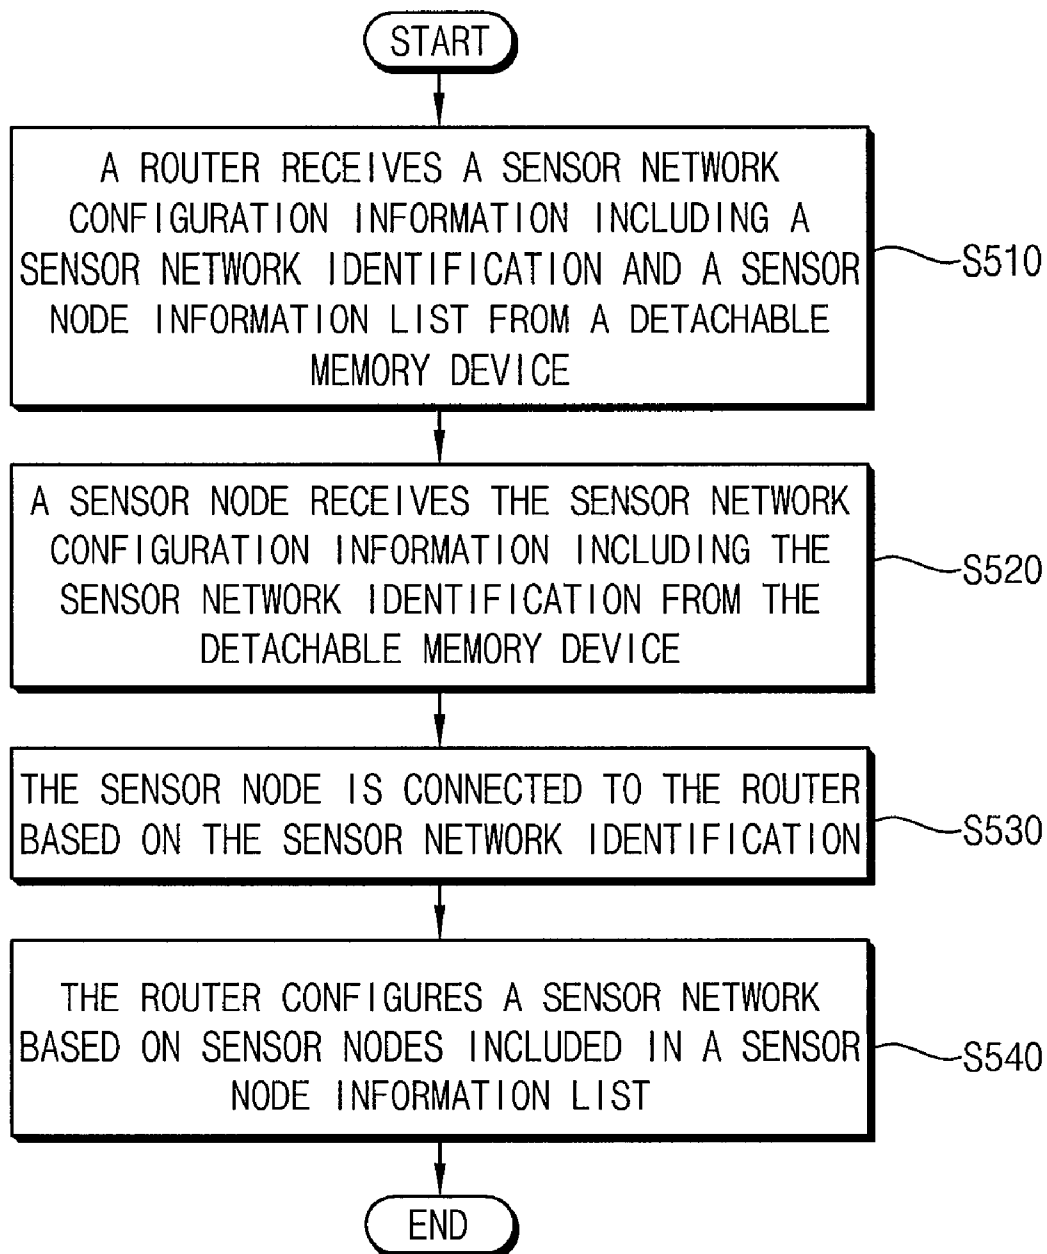 START
A ROUTER RECEIVES A SENSOR NETWORK
CONFIGURATION INFORMATION INCLUDING A
SENSOR NETWORK IDENTIFICATION AND A SENSOR
NODE INFORMATION LIST FROM A DETACHABLE
MEMORY DEVICE
S510
A SENSOR NODE RECEIVES THE SENSOR NETWORK
CONFIGURATION INFORMATION INCLUDING THE
SENSOR NETWORK IDENTIFICATION FROM THE
DETACHABLE MEMORY DEVICE
S520
THE SENSOR NODE IS CONNECTED TO THE ROUTER
BASED ON THE SENSOR NETWORK IDENTIFICATION
S530
THE ROUTER CONFIGURES A SENSOR NETWORK
BASED ON SENSOR NODES INCLUDED IN A SENSOR
NODE INFORMATION LIST
S540
END